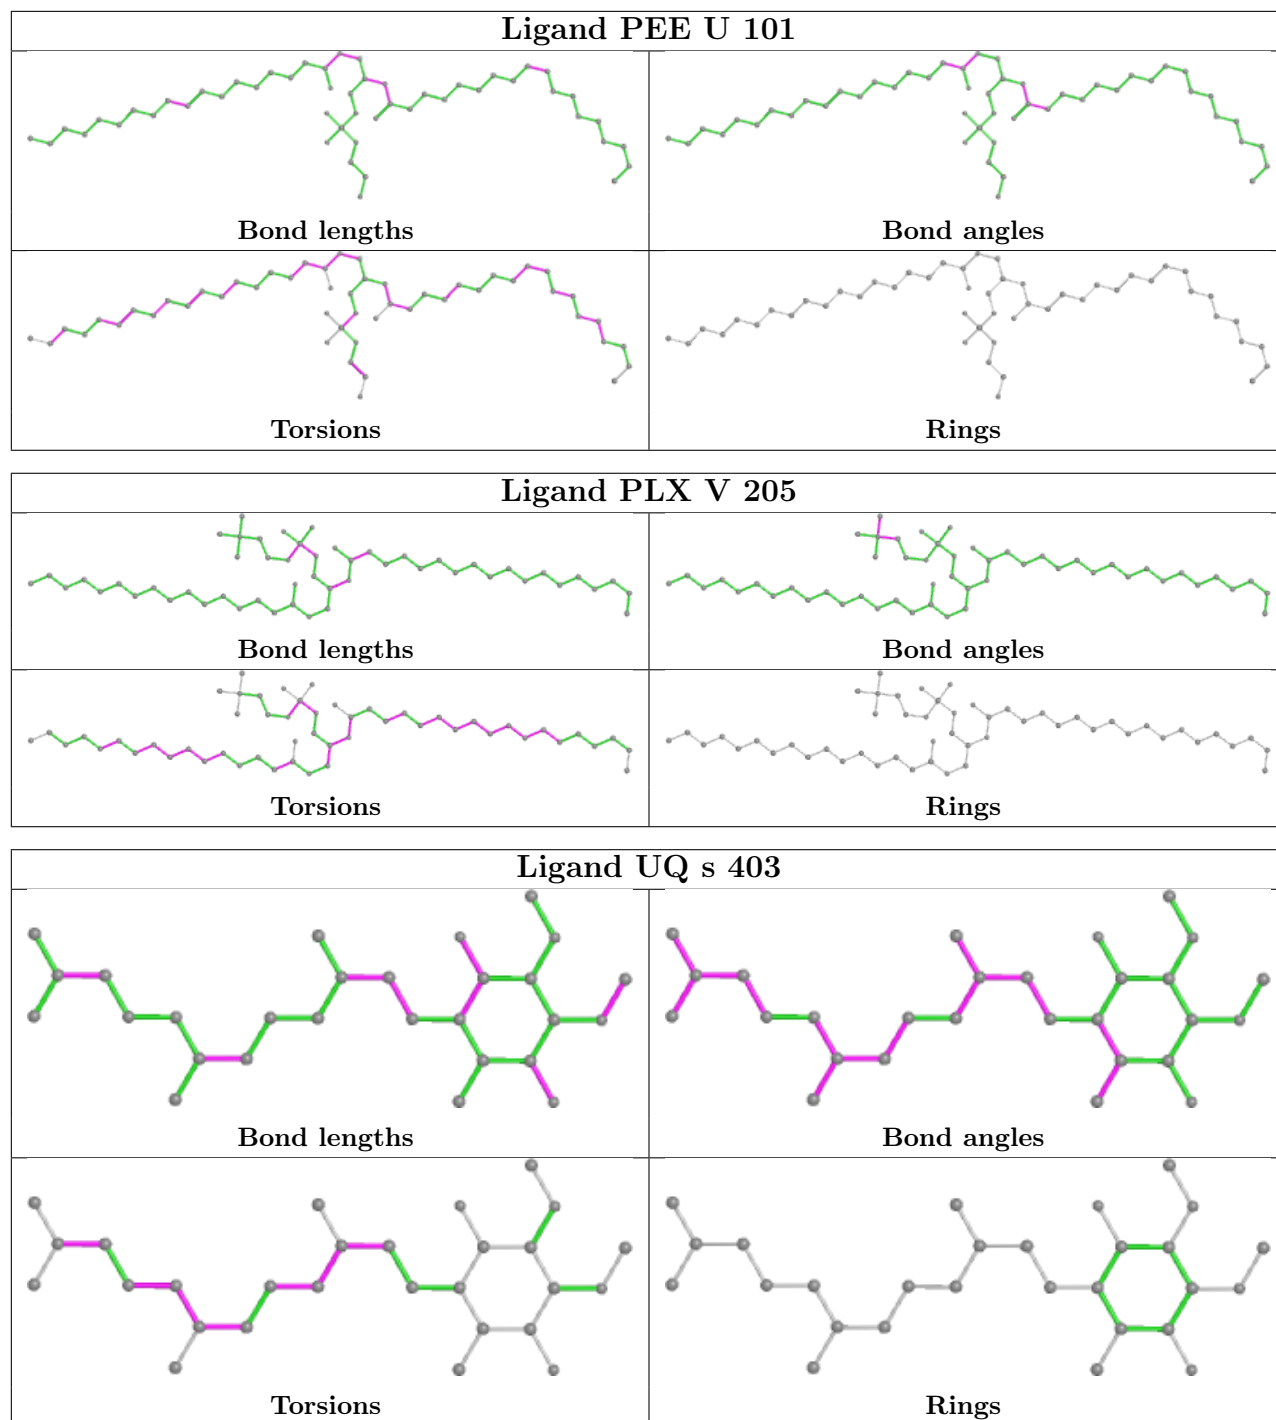 Ligand PEE U 101
Bond lengths
Bond angles
Torsions
Rings
Ligand PLX V 205
Bond lengths
Bond angles
Torsions
Rings
Ligand UQ s 403
Bond lengths
Bond angles
Torsions
Rings